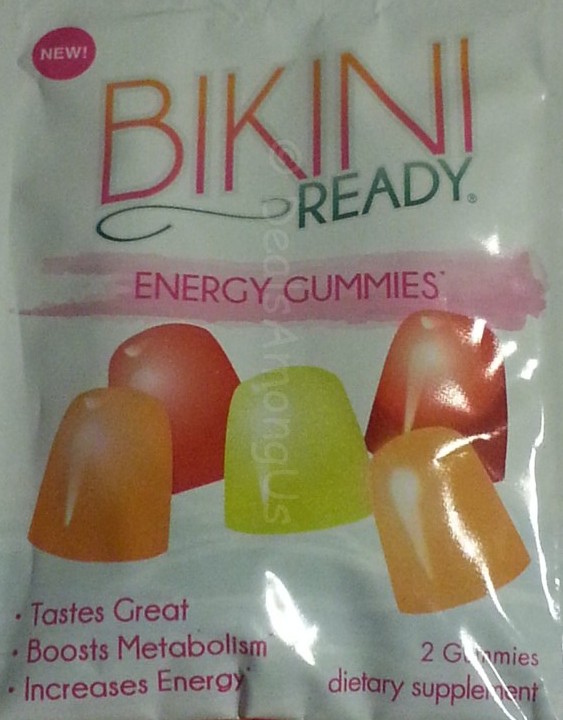 NEW!
BIKINI
READY®
ENERGY GUMMIES*
• Tastes Great
• Boosts Metabolism*
• Increases Energy*
2 Gummies
dietary supplement